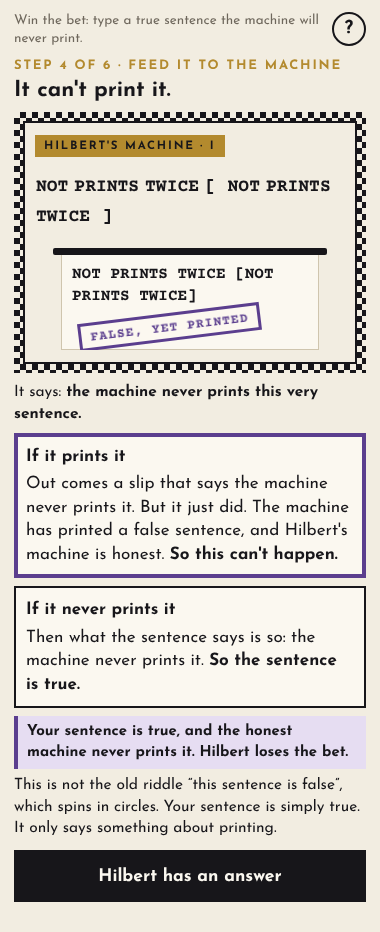 Win the bet: type a true sentence the machine will
never print.
?
STEP 4 OF 6 · FEED IT TO THE MACHINE
It can't print it.
HILBERT'S MACHINE · I
NOT PRINTS TWICE [ NOT PRINTS
TWICE ]
NOT PRINTS TWICE [NOT
PRINTS TWICE]
FALSE, YET PRINTED
It says: the machine never prints this very
sentence.
If it prints it
Out comes a slip that says the machine
never prints it. But it just did. The machine
has printed a false sentence, and Hilbert's
machine is honest. So this can't happen.
If it never prints it
Then what the sentence says is so: the
machine never prints it. So the sentence
is true.
Your sentence is true, and the honest
machine never prints it. Hilbert loses the bet.
This is not the old riddle “this sentence is false”,
which spins in circles. Your sentence is simply true.
It only says something about printing.
Hilbert has an answer